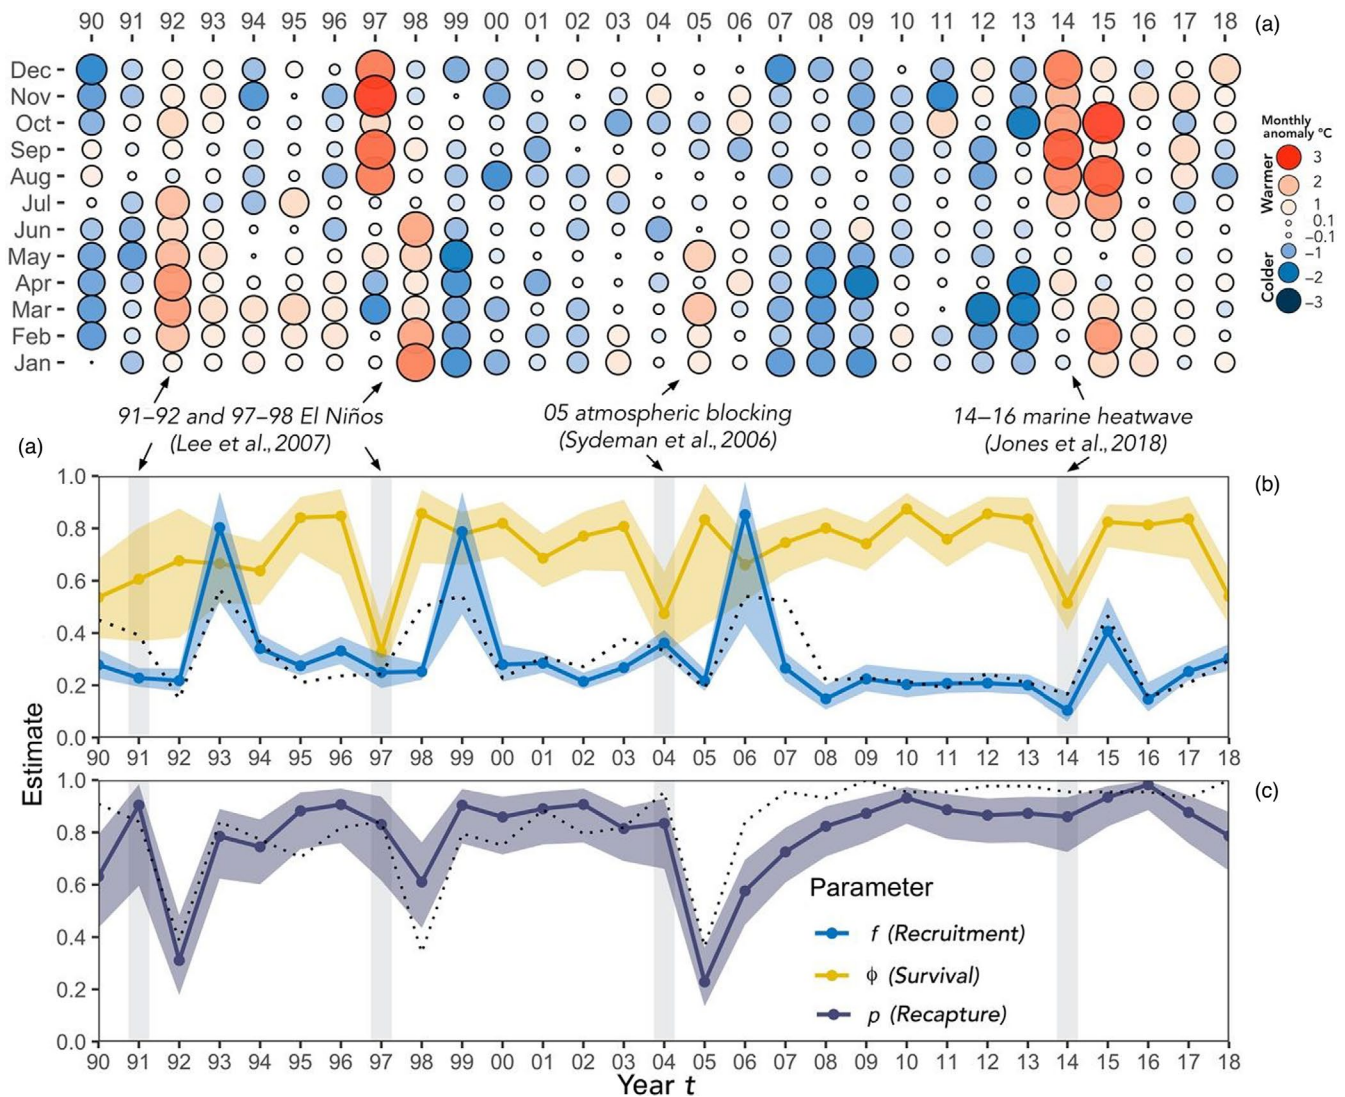 90 91 92 93 94 95 96 97 98 99 00 01 02 03 04 05 06 07 08 09 10 11 12 13 14 15 16 17 18
(a)
Dec
Nov
Oct
Sep
Aug
Jul
Jun
May
Apr
Mar
Feb
Jan
Monthly
anomaly °C
Warmer
3
2
1
0.1
−0.1
Colder
−1
−2
−3
91–92 and 97–98 El Niños
(Lee et al., 2007)
05 atmospheric blocking
(Sydeman et al., 2006)
14–16 marine heatwave
(Jones et al., 2018)
(a)
(b)
1.0
0.8
0.6
0.4
0.2
0.0
90 91 92 93 94 95 96 97 98 99 00 01 02 03 04 05 06 07 08 09 10 11 12 13 14 15 16 17 18
Estimate
(c)
1.0
0.8
0.6
0.4
0.2
0.0
Parameter
f (Recruitment)
ϕ (Survival)
p (Recapture)
90 91 92 93 94 95 96 97 98 99 00 01 02 03 04 05 06 07 08 09 10 11 12 13 14 15 16 17 18
Year t